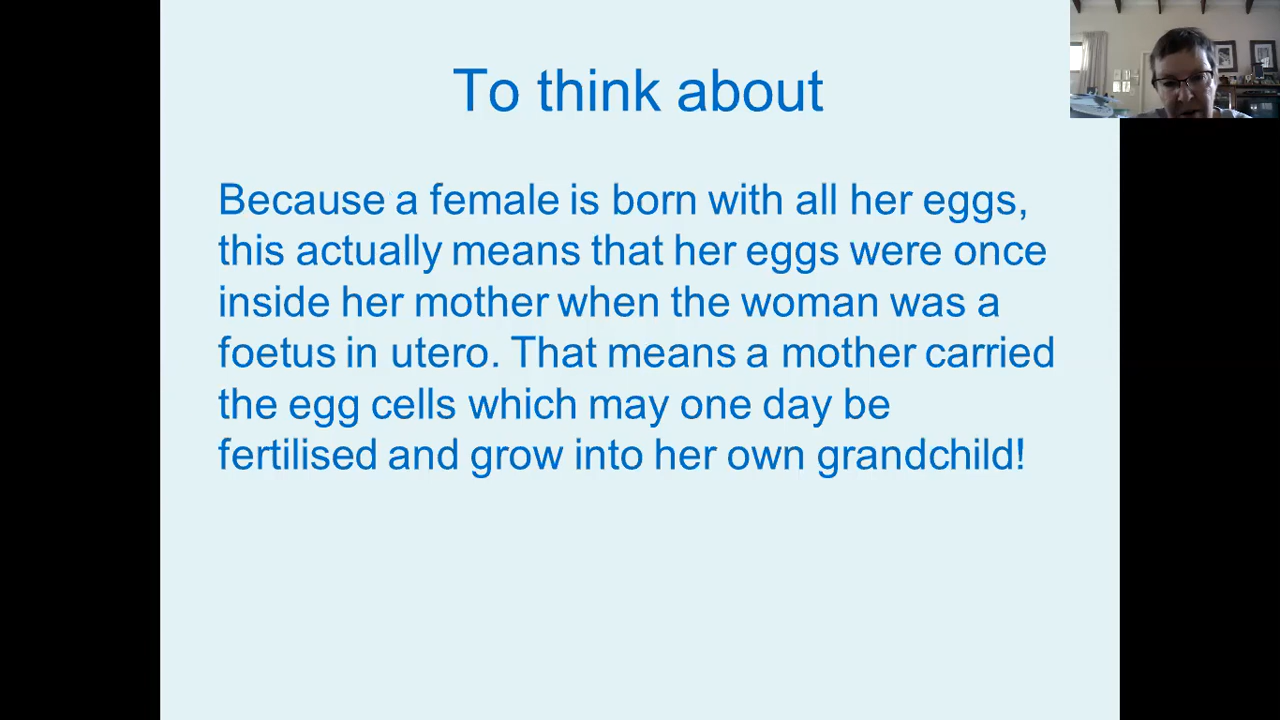 To think about
Because a female is born with all her eggs,
this actually means that her eggs were once
inside her mother when the woman was a
foetus in utero. That means a mother carried
the egg cells which may one day be
fertilised and grow into her own grandchild!